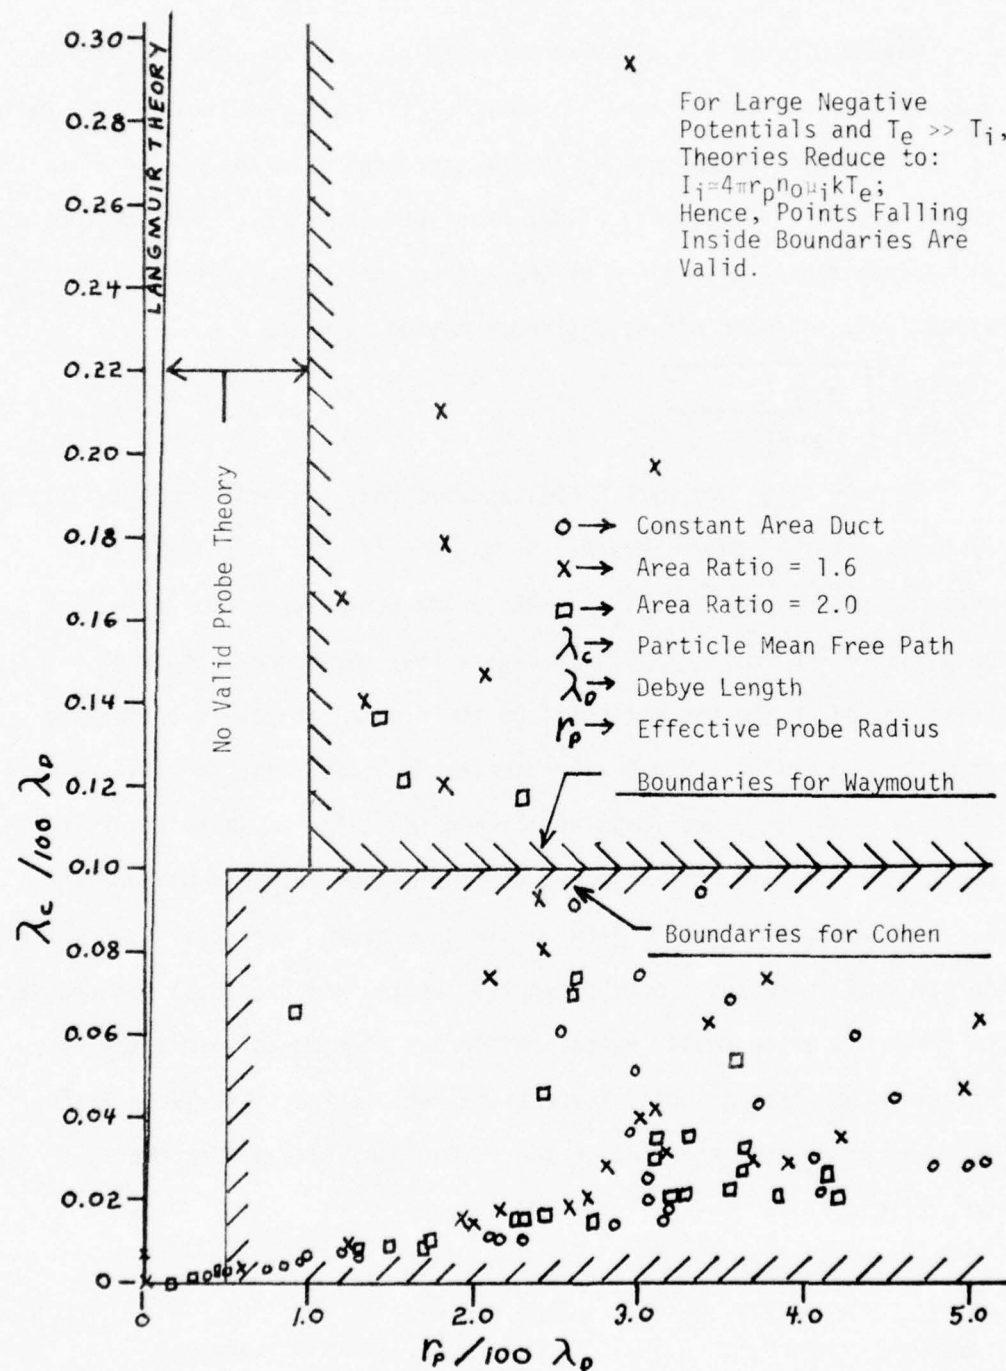 0.30
0.28
0.26
0.24
0.22
0.20
0.18
0.16
0.14
0.12
0.10
0.08
0.06
0.04
0.02
0
λc /100 λD
LANGMUIR THEORY
No Valid Probe Theory
For Large Negative
Potentials and Te >> Ti,
Theories Reduce to:
Ii≈4πrpnoμikTe;
Hence, Points Falling
Inside Boundaries Are
Valid.
o → Constant Area Duct
x → Area Ratio = 1.6
□ → Area Ratio = 2.0
λc → Particle Mean Free Path
λD → Debye Length
rp → Effective Probe Radius
Boundaries for Waymouth
Boundaries for Cohen
0
1.0
2.0
3.0
4.0
5.0
rp /100 λD